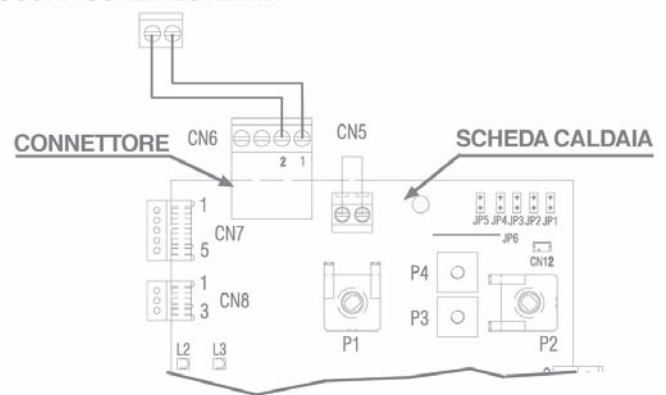 CONNETTORE
CN6
2 1
CN5
SCHEDA CALDAIA
1
CN7
5
JP5 JP4 JP3 JP2 JP1
JP6
CN12
1
CN8
3
P4
P3
L2 L3
P1
P2